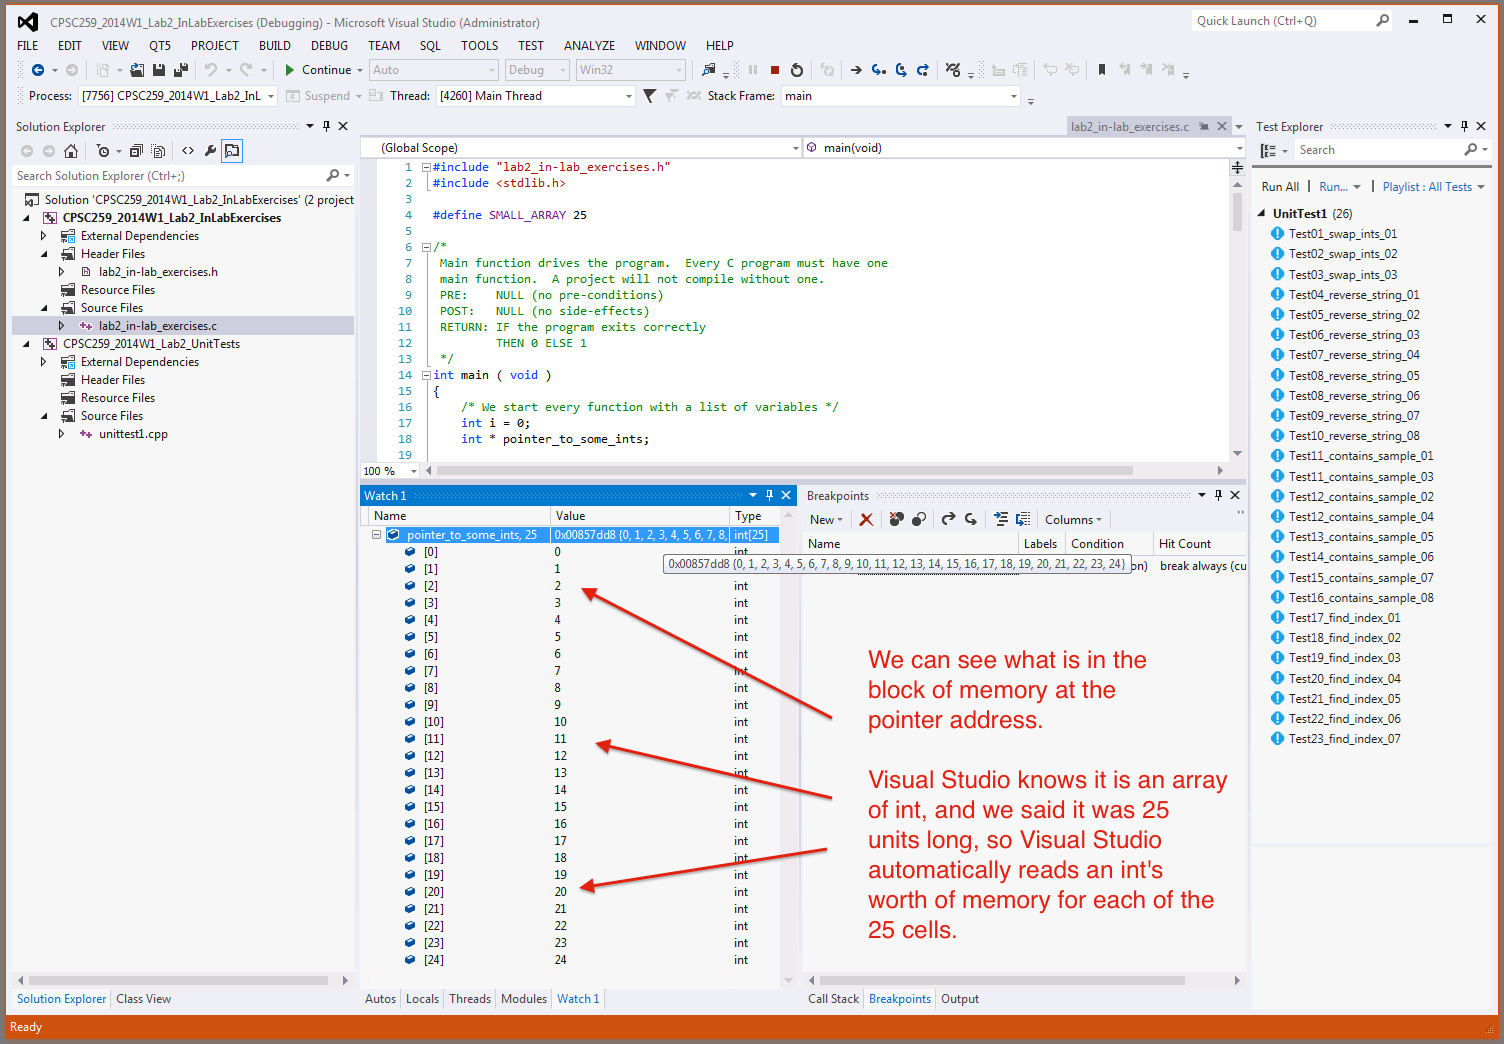 CPSC259_2014W1_Lab2_InLabExercises (Debugging) - Microsoft Visual Studio (Administrator)
Quick Launch (Ctrl+Q)
FILE EDIT VIEW QT5 PROJECT BUILD DEBUG TEAM SQL TOOLS TEST ANALYZE WINDOW HELP
Continue Auto Debug Win32
Process: [7756] CPSC259_2014W1_Lab2_InL Suspend Thread: [4260] Main Thread Stack Frame: main
Solution Explorer
Search Solution Explorer (Ctrl+;)
Solution 'CPSC259_2014W1_Lab2_InLabExercises' (2 project
CPSC259_2014W1_Lab2_InLabExercises
External Dependencies
Header Files
lab2_in-lab_exercises.h
Resource Files
Source Files
lab2_in-lab_exercises.c
CPSC259_2014W1_Lab2_UnitTests
External Dependencies
Header Files
Resource Files
Source Files
unittest1.cpp
Solution Explorer Class View
lab2_in-lab_exercises.c
(Global Scope) main(void)
1 #include "lab2_in-lab_exercises.h"
2 #include <stdlib.h>
3
4 #define SMALL_ARRAY 25
5
6 /*
7 Main function drives the program. Every C program must have one
8 main function. A project will not compile without one.
9 PRE: NULL (no pre-conditions)
10 POST: NULL (no side-effects)
11 RETURN: IF the program exits correctly
12 THEN 0 ELSE 1
13 */
14 int main ( void )
15 {
16 /* We start every function with a list of variables */
17 int i = 0;
18 int * pointer_to_some_ints;
19
100 %
Watch 1
Name Value Type
pointer_to_some_ints, 25 0x00857dd8 {0, 1, 2, 3, 4, 5, 6, 7, 8, int[25]
[0] 0 int
[1] 1
[2] 2 int
[3] 3 int
[4] 4 int
[5] 5 int
[6] 6 int
[7] 7 int
[8] 8 int
[9] 9 int
[10] 10 int
[11] 11 int
[12] 12 int
[13] 13 int
[14] 14 int
[15] 15 int
[16] 16 int
[17] 17 int
[18] 18 int
[19] 19 int
[20] 20 int
[21] 21 int
[22] 22 int
[23] 23 int
[24] 24 int
0x00857dd8 {0, 1, 2, 3, 4, 5, 6, 7, 8, 9, 10, 11, 12, 13, 14, 15, 16, 17, 18, 19, 20, 21, 22, 23, 24}
Autos Locals Threads Modules Watch 1
Breakpoints
New Columns
Name Labels Condition Hit Count
on) break always (cu
We can see what is in the
block of memory at the
pointer address.
Visual Studio knows it is an array
of int, and we said it was 25
units long, so Visual Studio
automatically reads an int's
worth of memory for each of the
25 cells.
Call Stack Breakpoints Output
Test Explorer
Search
Run All Run... Playlist : All Tests
UnitTest1 (26)
Test01_swap_ints_01
Test02_swap_ints_02
Test03_swap_ints_03
Test04_reverse_string_01
Test05_reverse_string_02
Test06_reverse_string_03
Test07_reverse_string_04
Test08_reverse_string_05
Test08_reverse_string_06
Test09_reverse_string_07
Test10_reverse_string_08
Test11_contains_sample_01
Test11_contains_sample_03
Test12_contains_sample_02
Test12_contains_sample_04
Test13_contains_sample_05
Test14_contains_sample_06
Test15_contains_sample_07
Test16_contains_sample_08
Test17_find_index_01
Test18_find_index_02
Test19_find_index_03
Test20_find_index_04
Test21_find_index_05
Test22_find_index_06
Test23_find_index_07
Ready